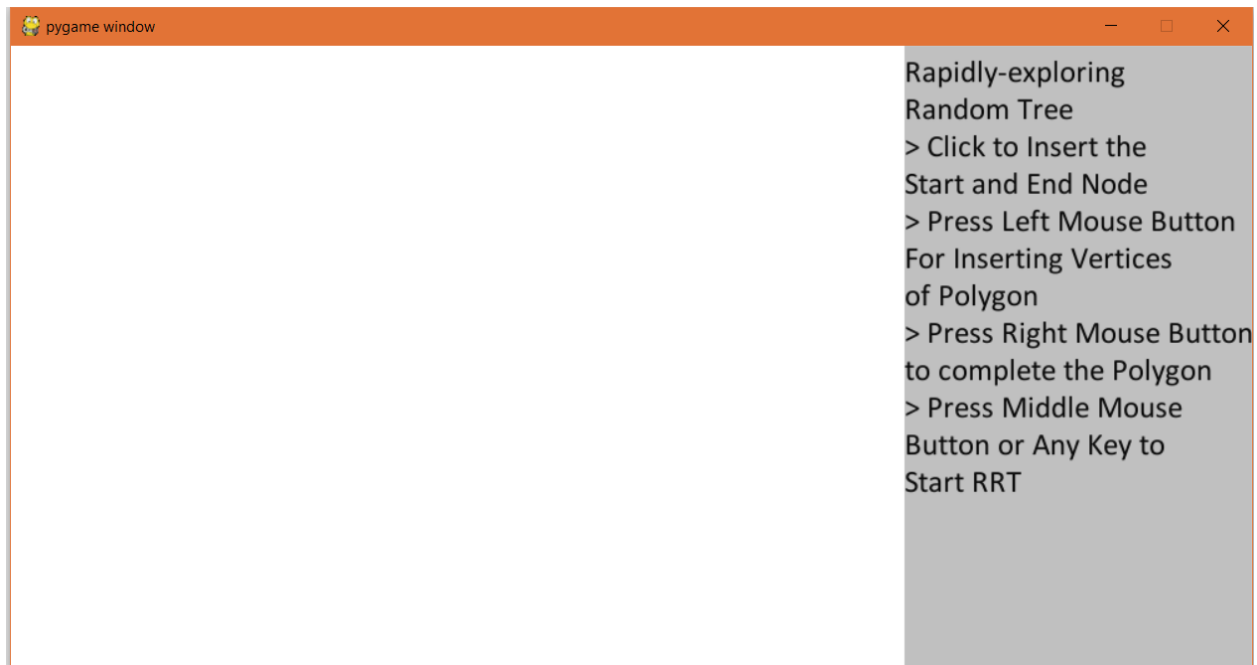 pygame window
Rapidly-exploring
Random Tree
> Click to Insert the
Start and End Node
> Press Left Mouse Button
For Inserting Vertices
of Polygon
> Press Right Mouse Button
to complete the Polygon
> Press Middle Mouse
Button or Any Key to
Start RRT